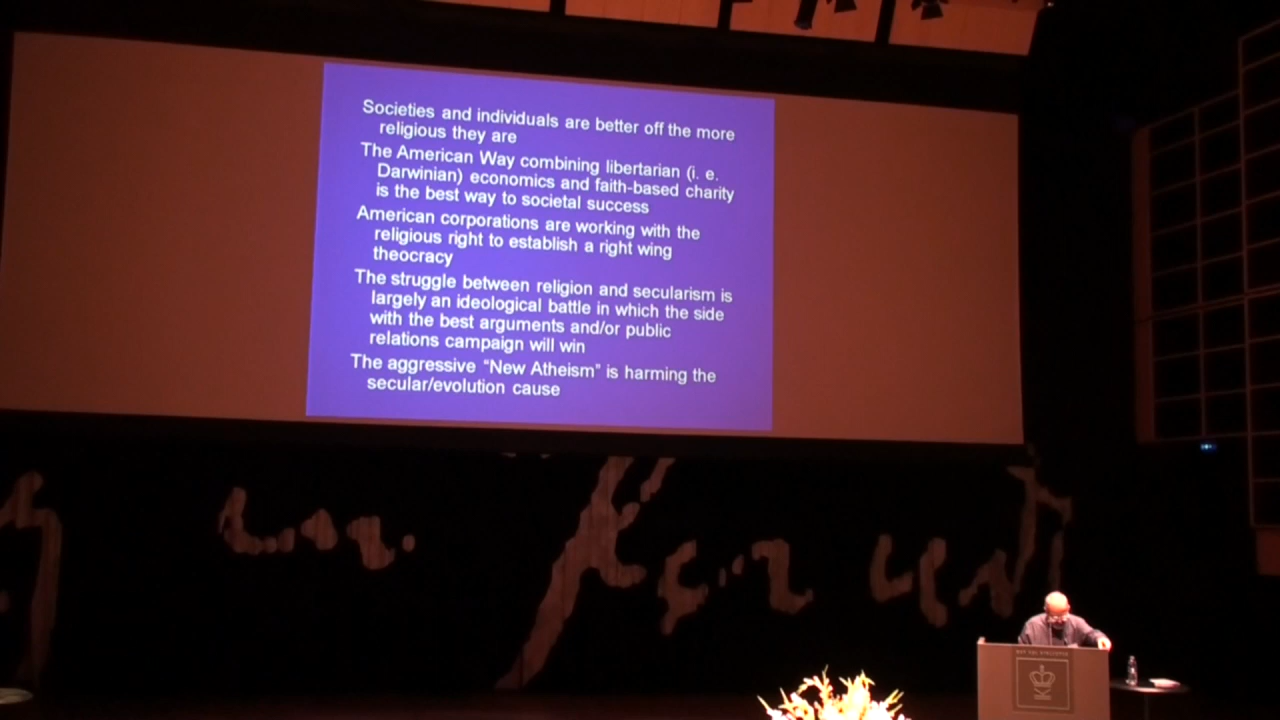 Societies and individuals are better off the more
religious they are
The American Way combining libertarian (i. e.
Darwinian) economics and faith-based charity
is the best way to societal success
American corporations are working with the
religious right to establish a right wing
theocracy
The struggle between religion and secularism is
largely an ideological battle in which the side
with the best arguments and/or public
relations campaign will win
The aggressive “New Atheism” is harming the
secular/evolution cause